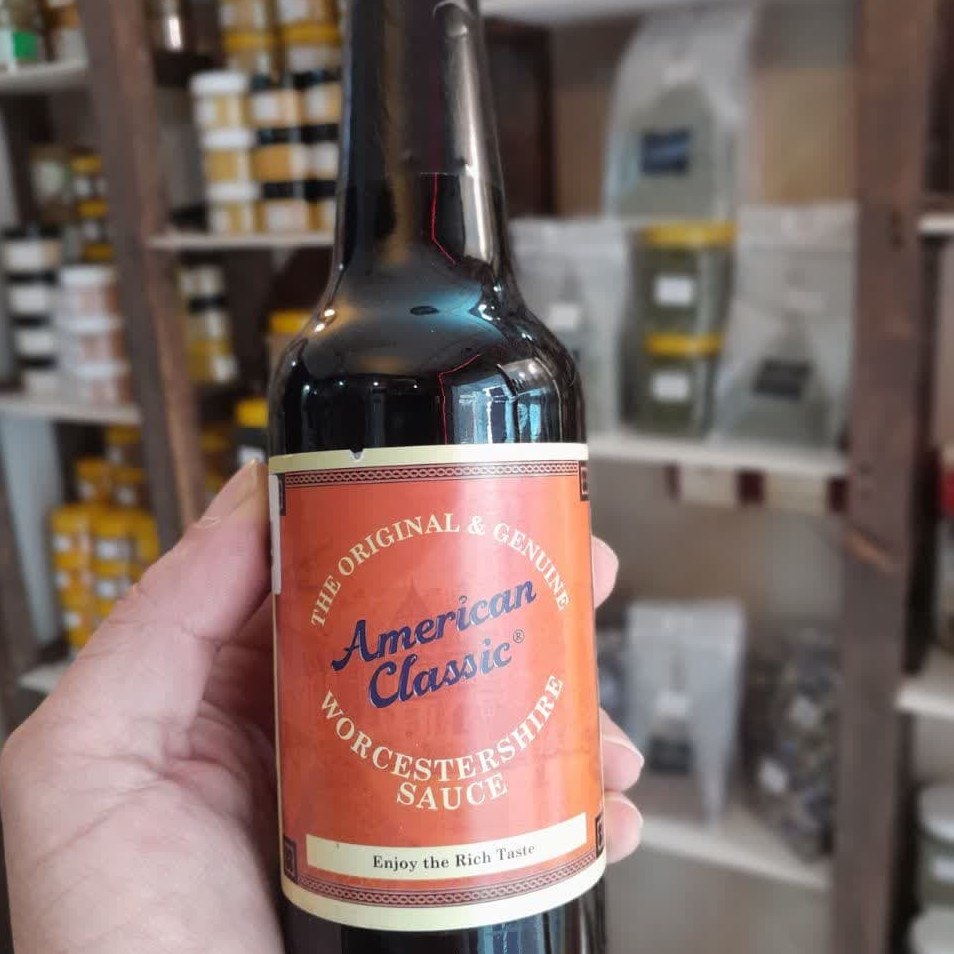 THE ORIGINAL & GENUINE
American
Classic®
WORCESTERSHIRE
SAUCE
Enjoy the Rich Taste